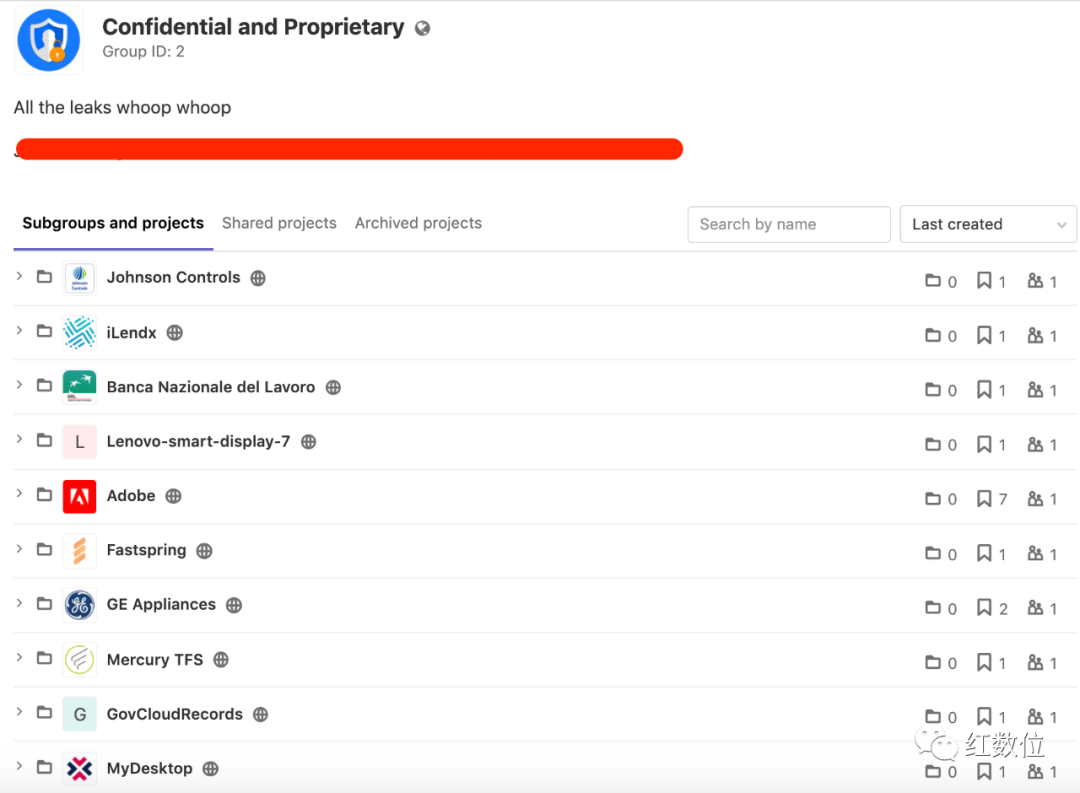 Confidential and Proprietary
Group ID: 2
All the leaks whoop whoop
Subgroups and projects Shared projects Archived projects Search by name Last created
Johnson Controls 0 1 1
iLendx 0 1 1
Banca Nazionale del Lavoro 0 1 1
L Lenovo-smart-display-7 0 1 1
Adobe 0 7 1
Fastspring 0 1 1
GE Appliances 0 2 1
Mercury TFS 0 1 1
G GovCloudRecords 0 1 1
红数位
MyDesktop 0 1 1